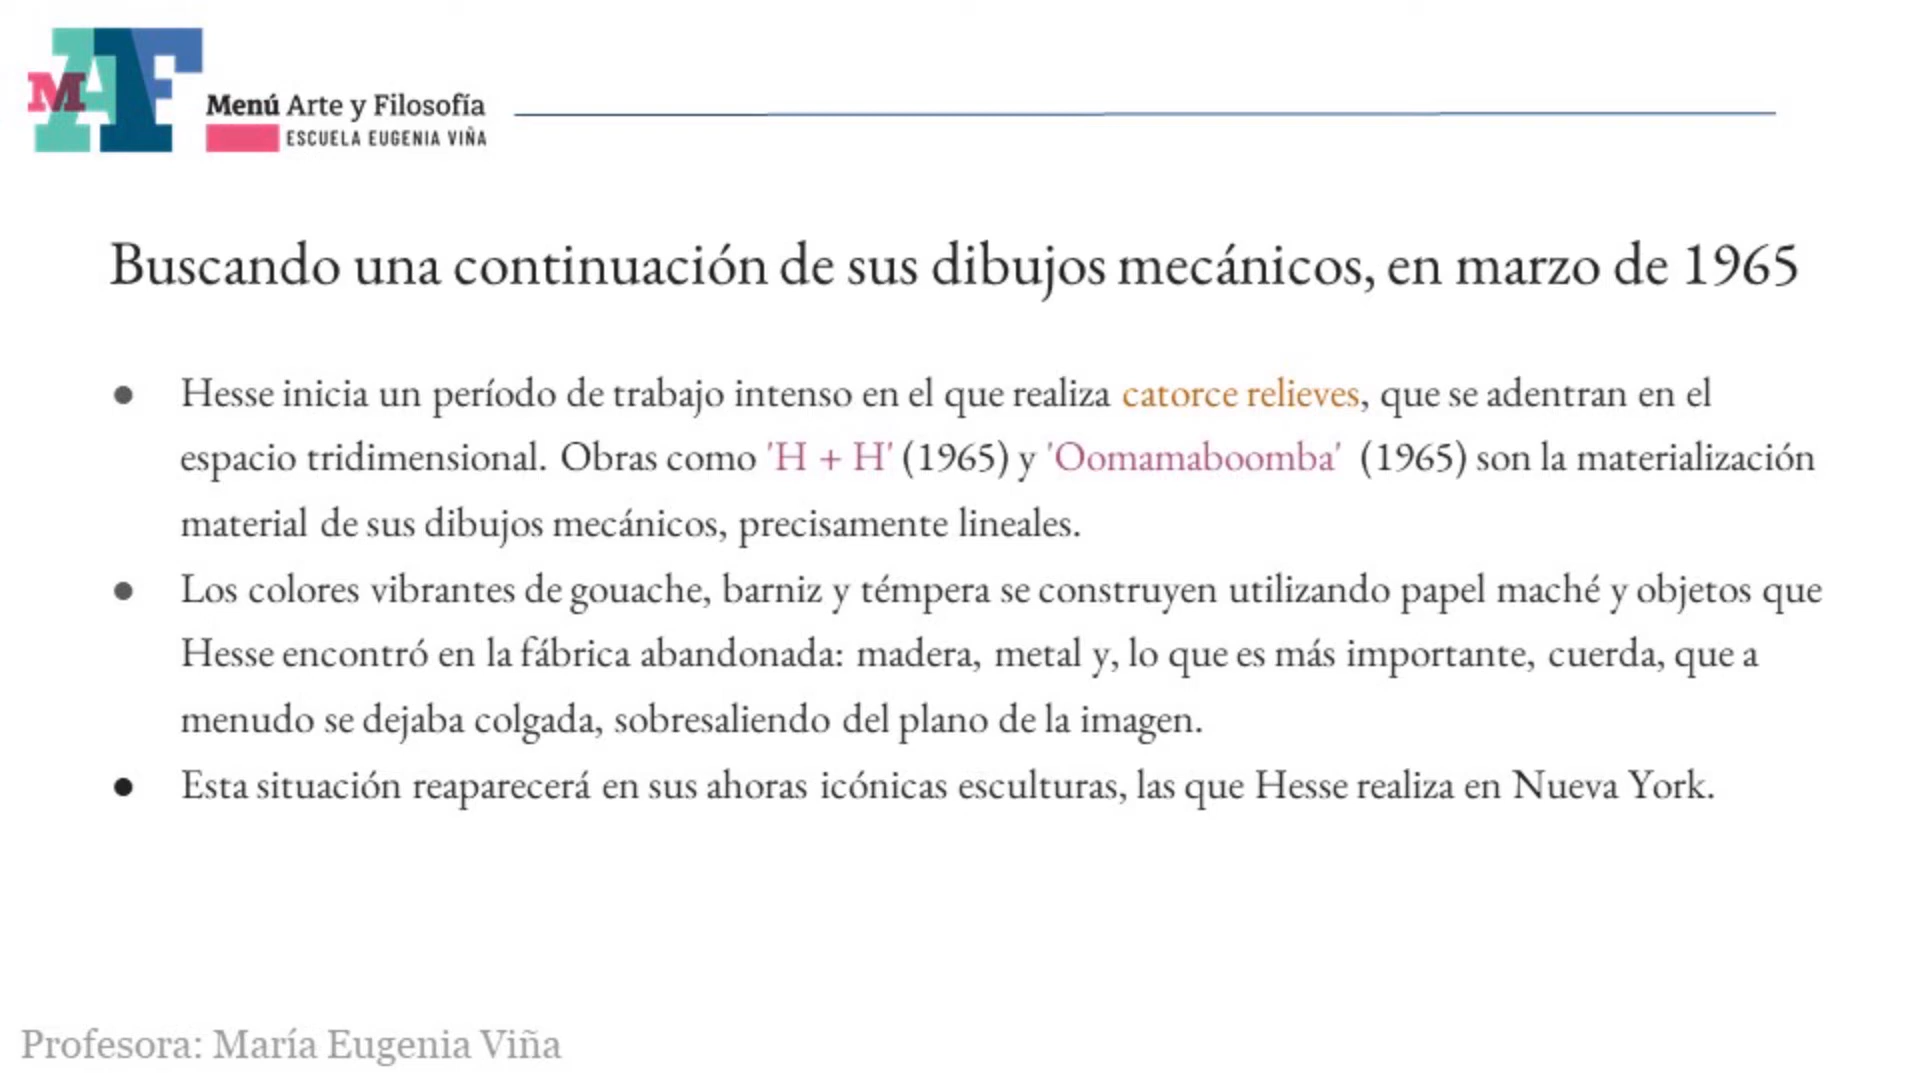 MAF
Menú Arte y Filosofía
ESCUELA EUGENIA VIÑA
Buscando una continuación de sus dibujos mecánicos, en marzo de 1965
● Hesse inicia un período de trabajo intenso en el que realiza catorce relieves, que se adentran en el
espacio tridimensional. Obras como 'H + H' (1965) y 'Oomamaboomba' (1965) son la materialización
material de sus dibujos mecánicos, precisamente lineales.
● Los colores vibrantes de gouache, barniz y témpera se construyen utilizando papel maché y objetos que
Hesse encontró en la fábrica abandonada: madera, metal y, lo que es más importante, cuerda, que a
menudo se dejaba colgada, sobresaliendo del plano de la imagen.
● Esta situación reaparecerá en sus ahoras icónicas esculturas, las que Hesse realiza en Nueva York.
Profesora: María Eugenia Viña